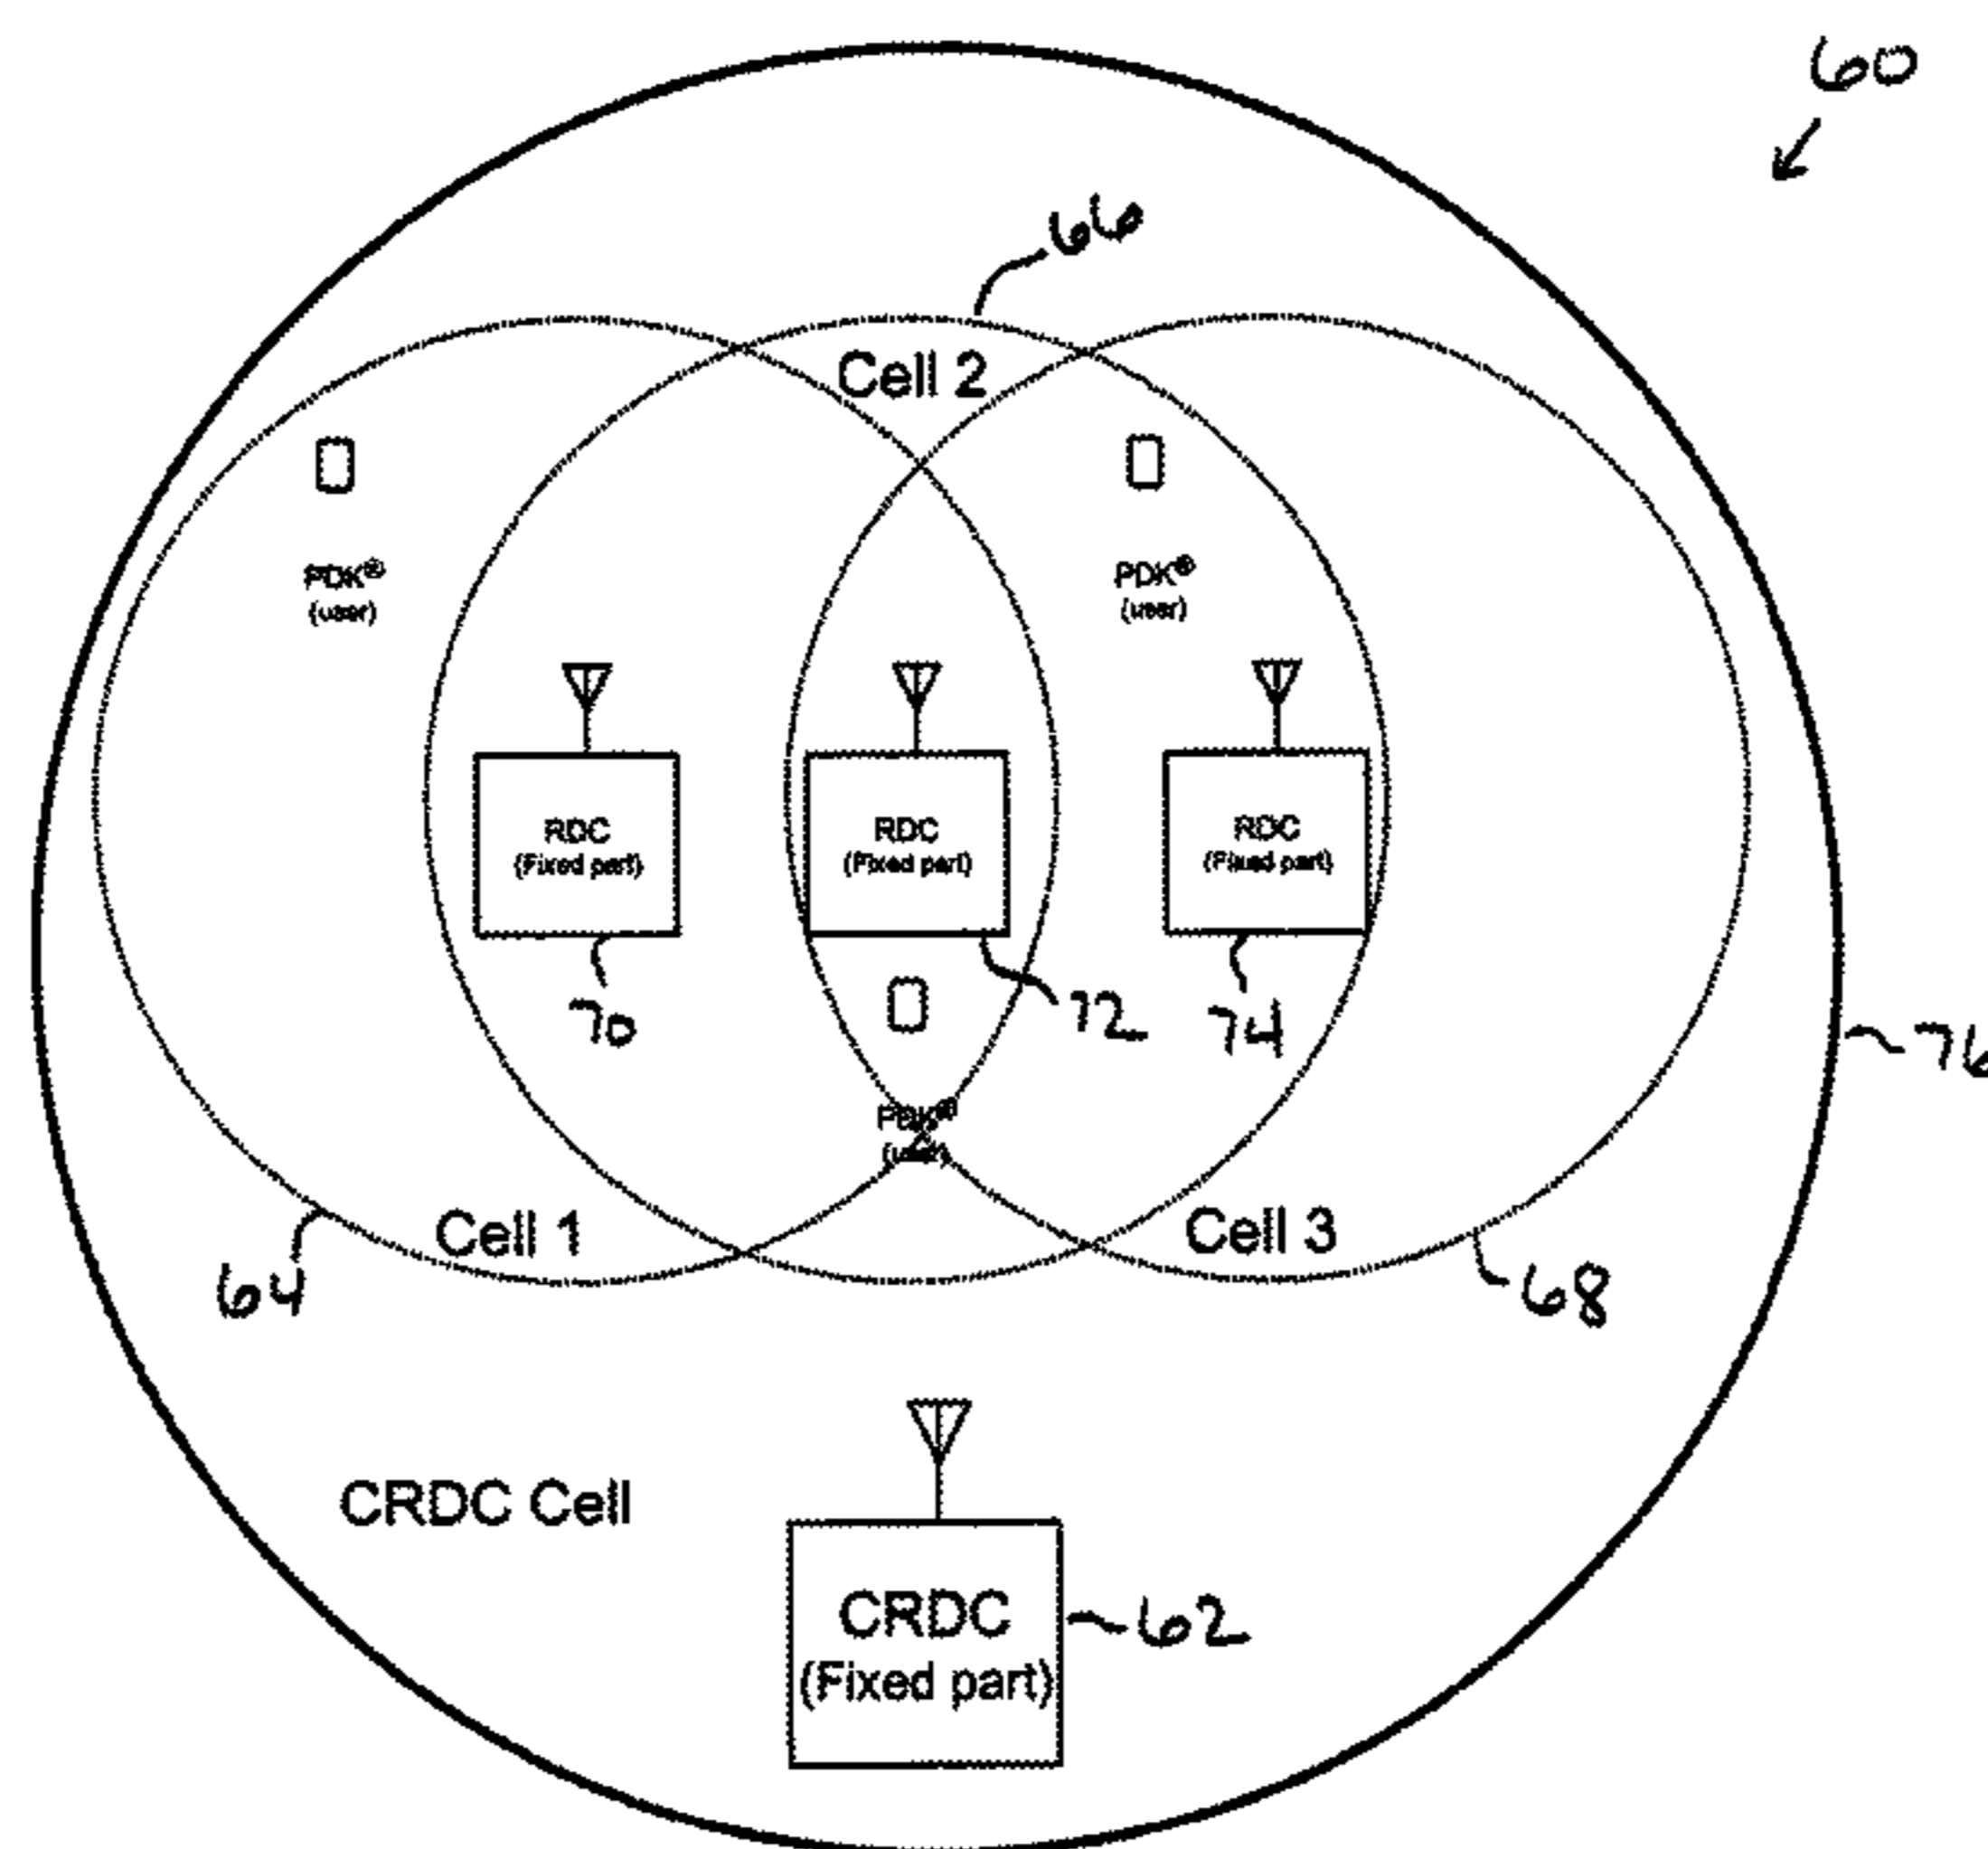 60
66
Cell 2
PDK®
(user)
PDK®
(user)
RDC
(Fixed part)
RDC
(Fixed part)
RDC
(Fixed part)
70
72
74
76
PDK®
(user)
Cell 1
Cell 3
64
68
CRDC Cell
CRDC
(Fixed part)
62